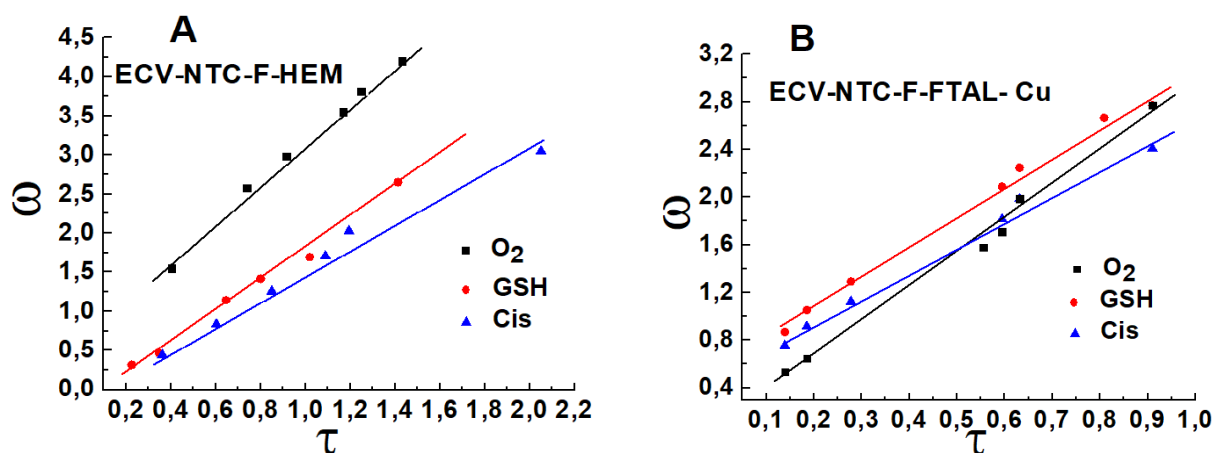 A
ECV-NTC-F-HEM
4,5
4,0
3,5
3,0
2,5
2,0
1,5
1,0
0,5
0,0
ω
O2
GSH
Cis
0,2 0,4 0,6 0,8 1,0 1,2 1,4 1,6 1,8 2,0 2,2
τ
B
ECV-NTC-F-FTAL- Cu
3,2
2,8
2,4
2,0
1,6
1,2
0,8
0,4
ω
O2
GSH
Cis
0,1 0,2 0,3 0,4 0,5 0,6 0,7 0,8 0,9 1,0
τ